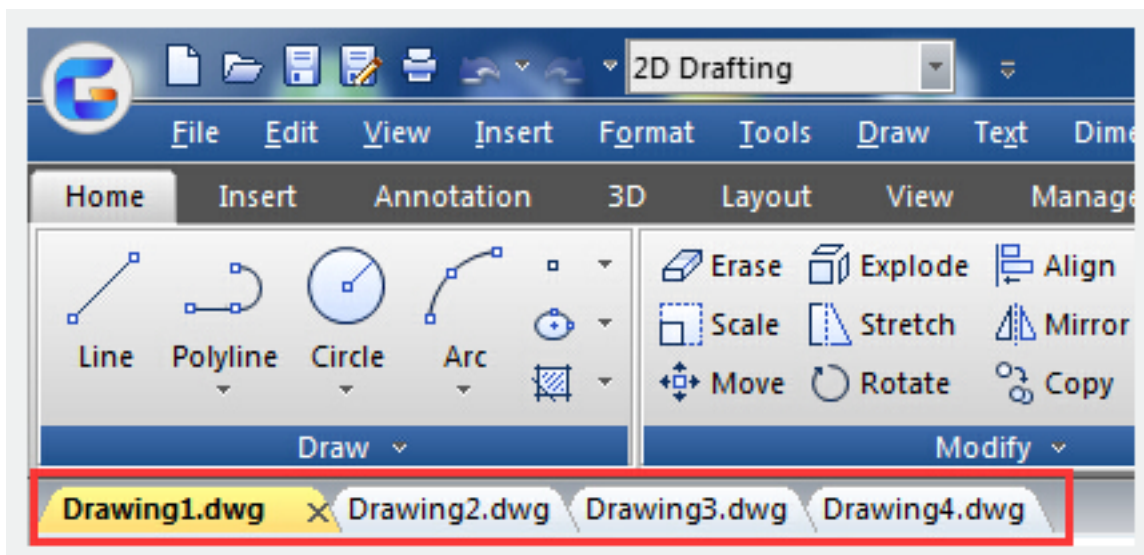 2D Drafting
File Edit View Insert Format Tools Draw Text
Home Insert Annotation 3D Layout View Manage
Erase Explode Align
Scale Stretch Mirror
Line Polyline Circle Arc
Move Rotate Copy
Draw Modify
Drawing1.dwg Drawing2.dwg Drawing3.dwg Drawing4.dwg